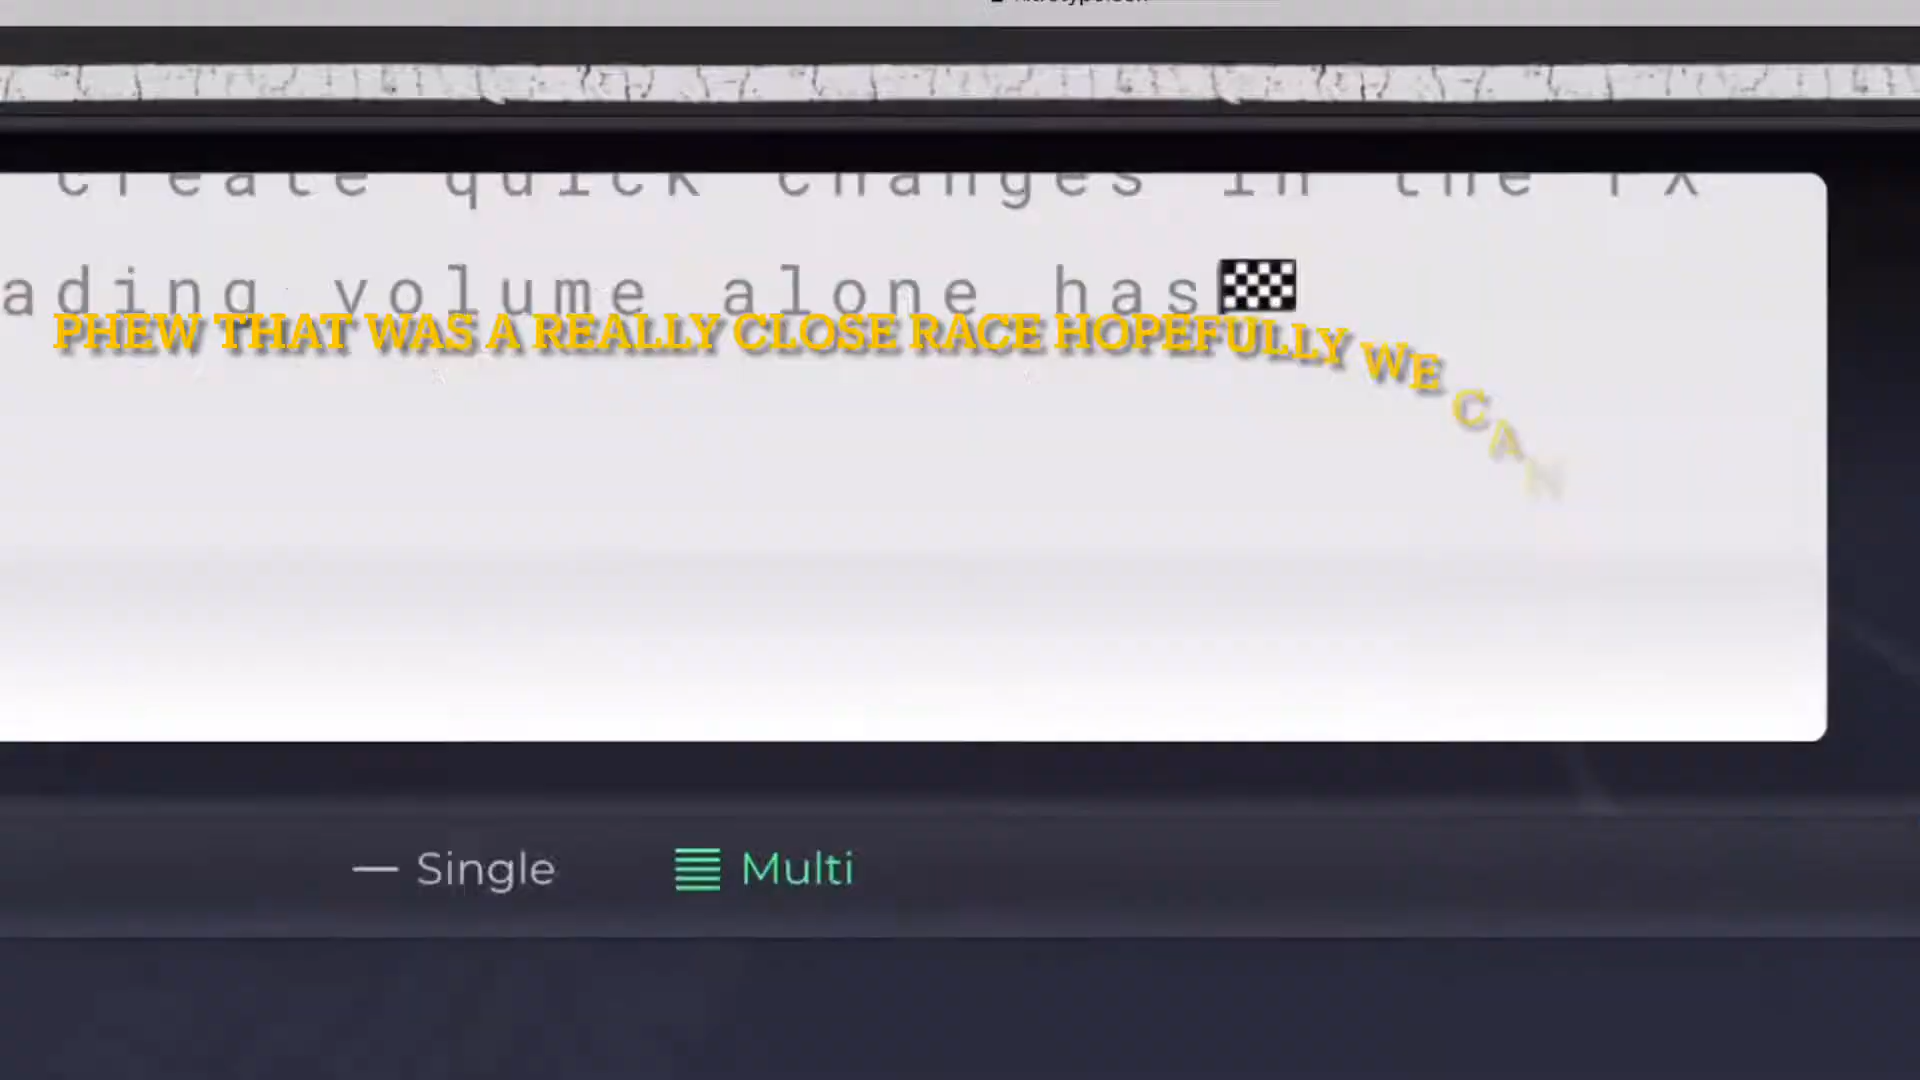 create quick changes in the FX
ading volume alone has
PHEW THAT WAS A REALLY CLOSE RACE HOPEFULLY WE CAN
Single
Multi